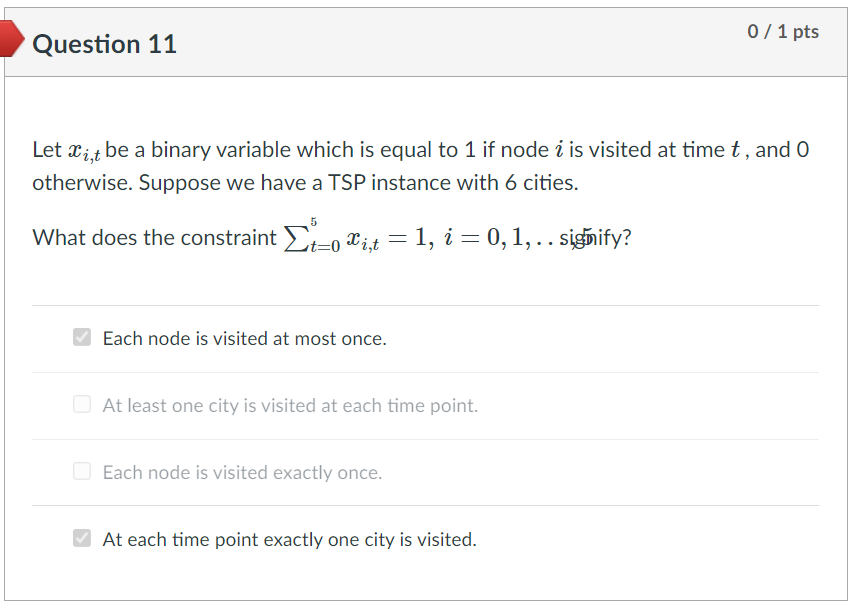 Question 11
0 / 1 pts
Let x_{i,t} be a binary variable which is equal to 1 if node i is visited at time t , and 0
otherwise. Suppose we have a TSP instance with 6 cities.
What does the constraint ∑_{t=0}^{5} x_{i,t} = 1, i = 0, 1, . . ., 5 signify?
Each node is visited at most once.
At least one city is visited at each time point.
Each node is visited exactly once.
At each time point exactly one city is visited.